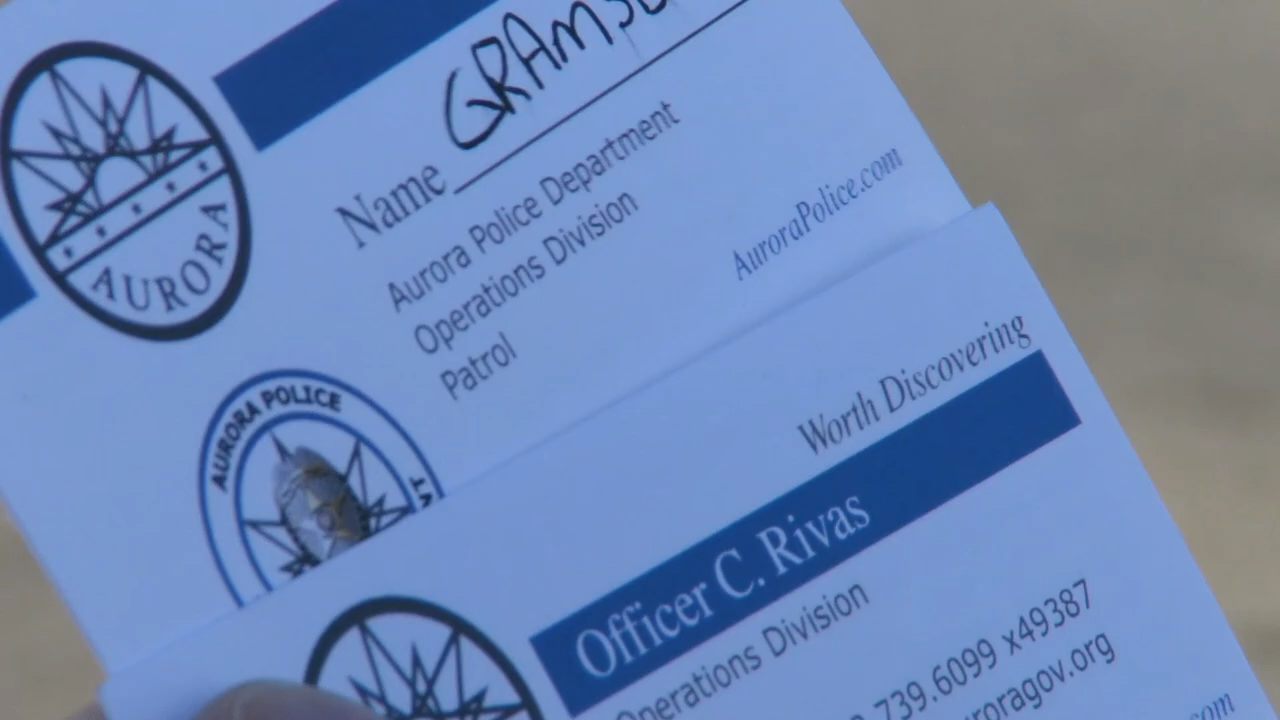 AURORA
Name
Aurora Police Department
Operations Division
Patrol
AuroraPolice.com
AURORA POLICE
Worth Discovering
Officer C. Rivas
Operations Division
739.6099 x49387